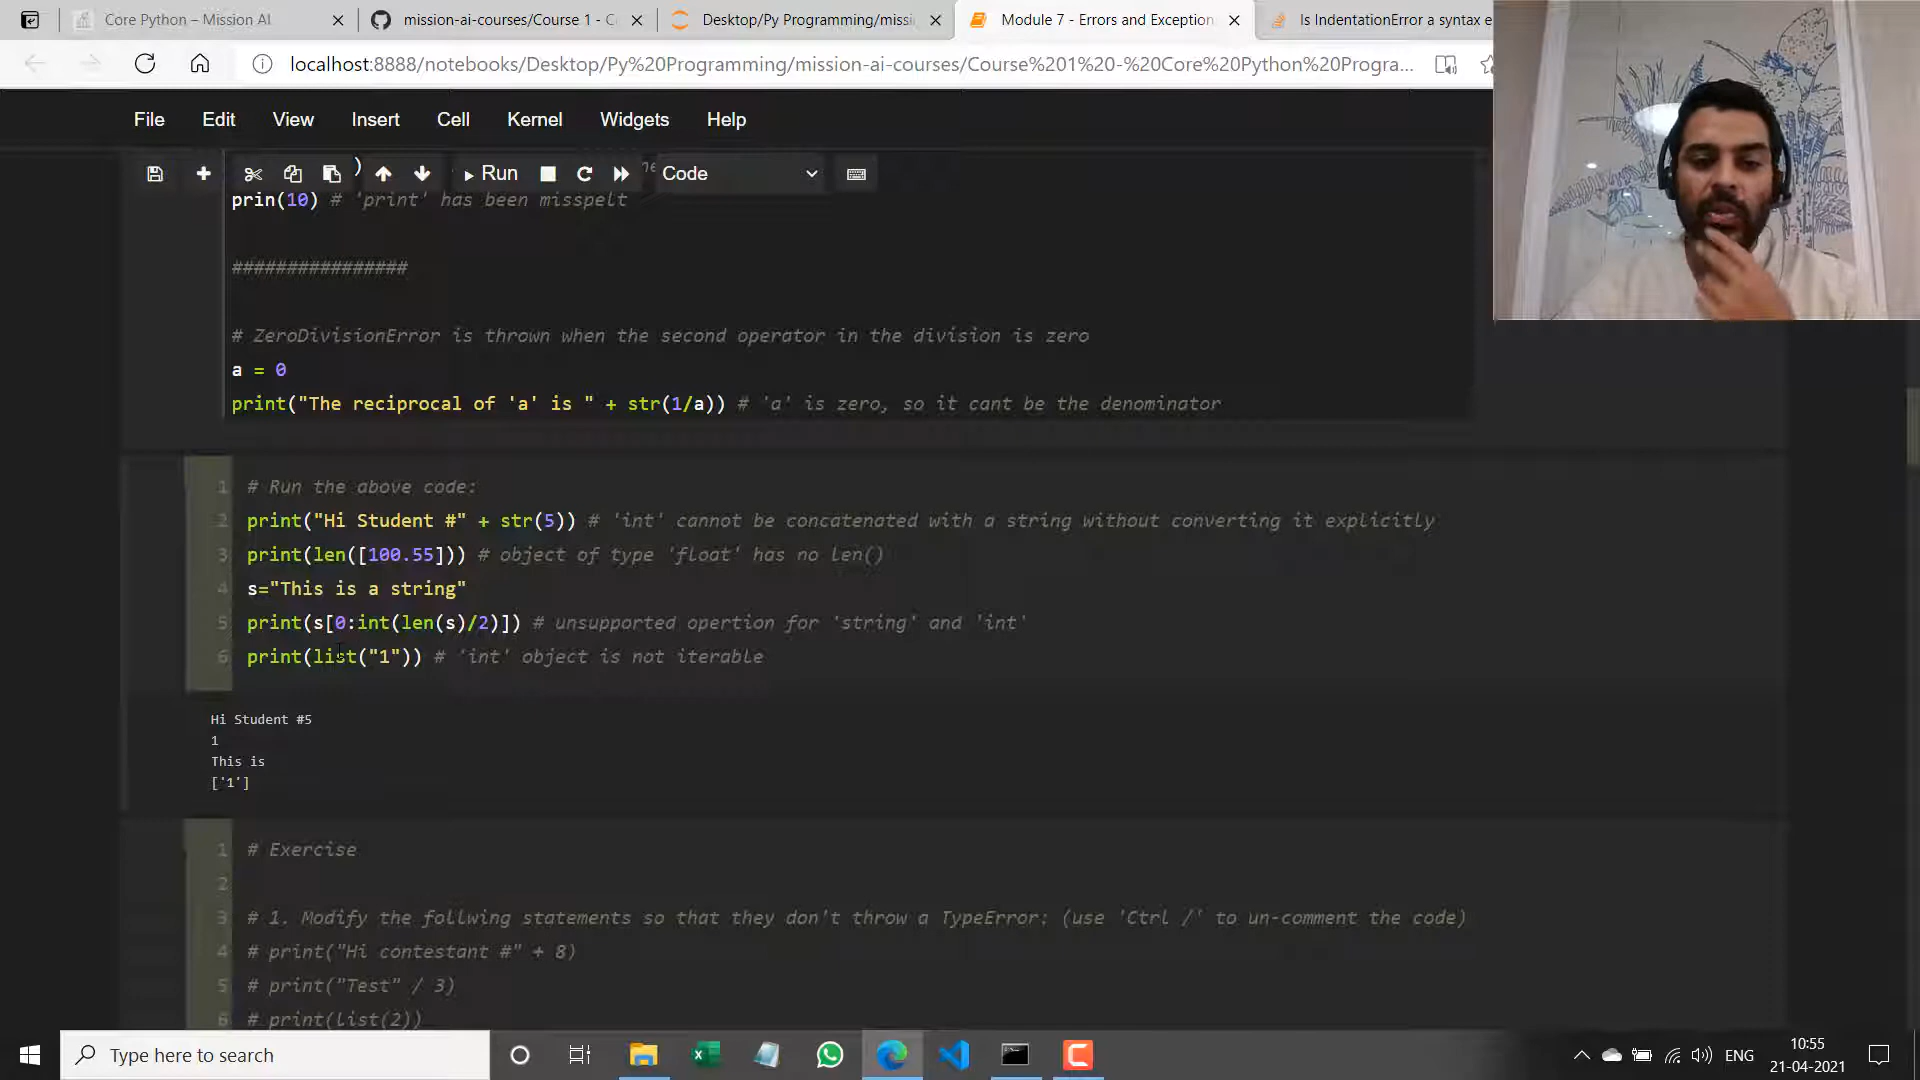 Core Python – Mission AI
mission-ai-courses/Course 1 - C
Desktop/Py Programming/missi
Module 7 - Errors and Exception
Is IndentationError a syntax e
localhost:8888/notebooks/Desktop/Py%20Programming/mission-ai-courses/Course%201%20-%20Core%20Python%20Progra...
File Edit View Insert Cell Kernel Widgets Help
Run Code
prin(10) # 'print' has been misspelt
################
# ZeroDivisionError is thrown when the second operator in the division is zero
a = 0
print("The reciprocal of 'a' is " + str(1/a)) # 'a' is zero, so it cant be the denominator
1 # Run the above code:
2 print("Hi Student #" + str(5)) # 'int' cannot be concatenated with a string without converting it explicitly
3 print(len([100.55])) # object of type 'float' has no len()
4 s="This is a string"
5 print(s[0:int(len(s)/2)]) # unsupported opertion for 'string' and 'int'
6 print(list("1")) # 'int' object is not iterable
Hi Student #5
1
This is
['1']
1 # Exercise
2
3 # 1. Modify the follwing statements so that they don't throw a TypeError: (use 'Ctrl /' to un-comment the code)
4 # print("Hi contestant #" + 8)
5 # print("Test" / 3)
6 # print(list(2))
Type here to search
ENG
10:55
21-04-2021